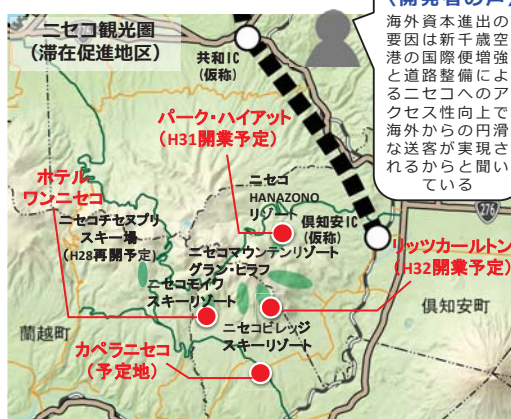 ニセコ観光圏
(滞在促進地区)
共和IC
(仮称)
(開発者の声)
海外資本進出の
要因は新千歳空
港の国際便増強
と道路整備によ
るニセコへのア
クセス性向上で
海外からの円滑
な送客が実現さ
れるからと聞い
ている
パーク・ハイアット
(H31開業予定)
ホテル
ワンニセコ
ニセコ
HANAZONO
リゾート
倶知安IC
(仮称)
276
ニセコチセヌプリ
スキー場
(H28再開予定)
ニセコマウンテンリゾート
グラン・ヒラフ
リッツカールトン
(H32開業予定)
ニセコモイワ
スキーリゾート
倶知安町
ニセコビレッジ
スキーリゾート
蘭越町
カペラニセコ
(予定地)